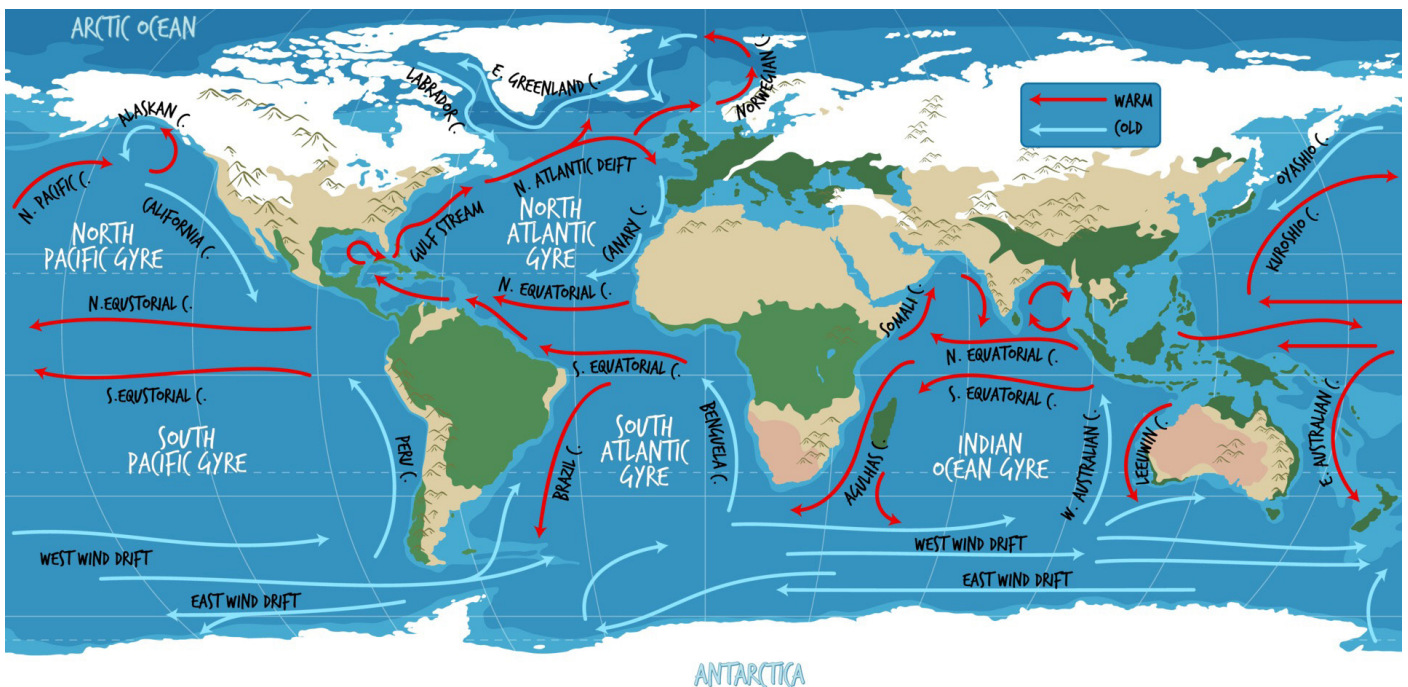 ARCTIC OCEAN
ALASKAN C.
N. PACIFIC C.
CALIFORNIA C.
NORTH
PACIFIC GYRE
N.EQUSTORIAL C.
S.EQUSTORIAL C.
SOUTH
PACIFIC GYRE
PERU C.
WEST WIND DRIFT
EAST WIND DRIFT
LABRADOR C.
E. GREENLAND C.
NORWEGIAN C.
N. ATLANTIC DEIFT
GULF STREAM
NORTH
ATLANTIC
GYRE
CANARY C.
N. EQUATORIAL C.
S. EQUATORIAL C.
SOUTH
ATLANTIC
GYRE
BRAZIL C.
BENGUELA C.
WARM
COLD
OYASHIO C.
KUROSHIO C.
SOMALI C.
N. EQUATORIAL C.
S. EQUATORIAL C.
INDIAN
OCEAN GYRE
AGULHAS C.
W. AUSTRALIAN C.
LEEUWIN C.
E. AUSTRALIAN C.
WEST WIND DRIFT
EAST WIND DRIFT
ANTARCTICA